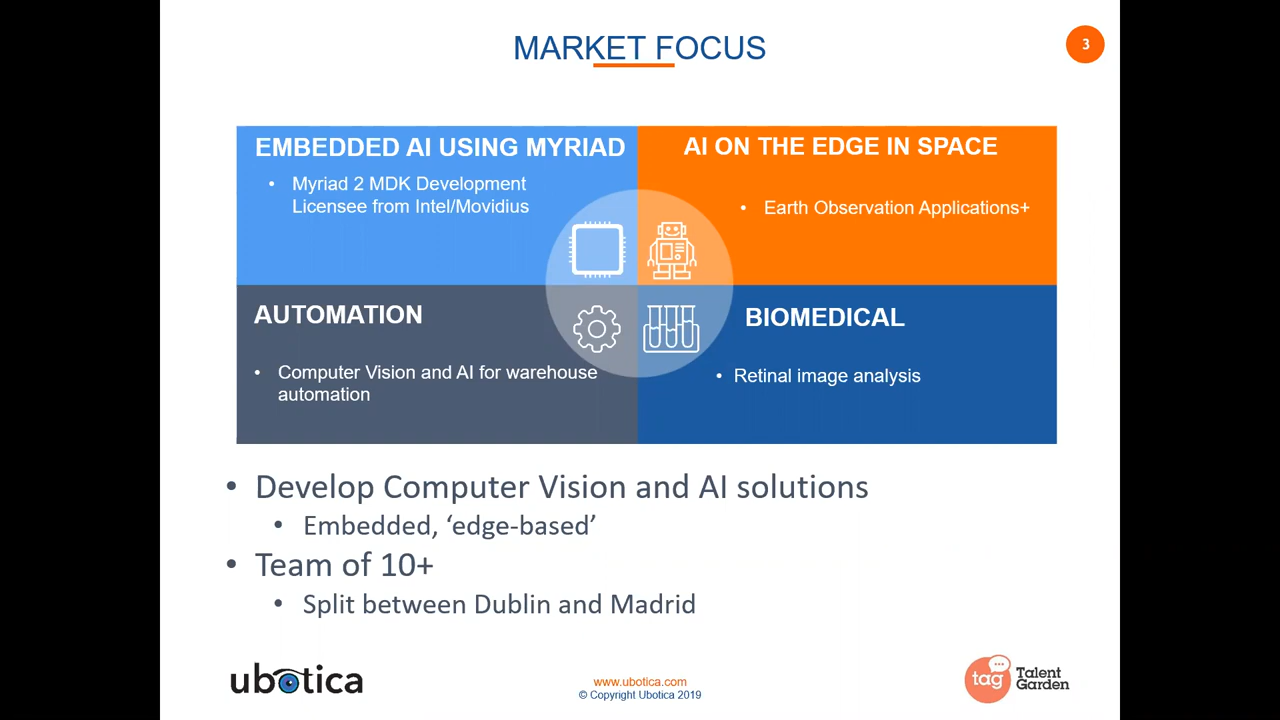 MARKET FOCUS
3
EMBEDDED AI USING MYRIAD
• Myriad 2 MDK Development
Licensee from Intel/Movidius
AI ON THE EDGE IN SPACE
• Earth Observation Applications+
AUTOMATION
• Computer Vision and AI for warehouse
automation
BIOMEDICAL
• Retinal image analysis
• Develop Computer Vision and AI solutions
• Embedded, ‘edge-based’
• Team of 10+
• Split between Dublin and Madrid
ubotica
www.ubotica.com
© Copyright Ubotica 2019
tag
Talent
Garden